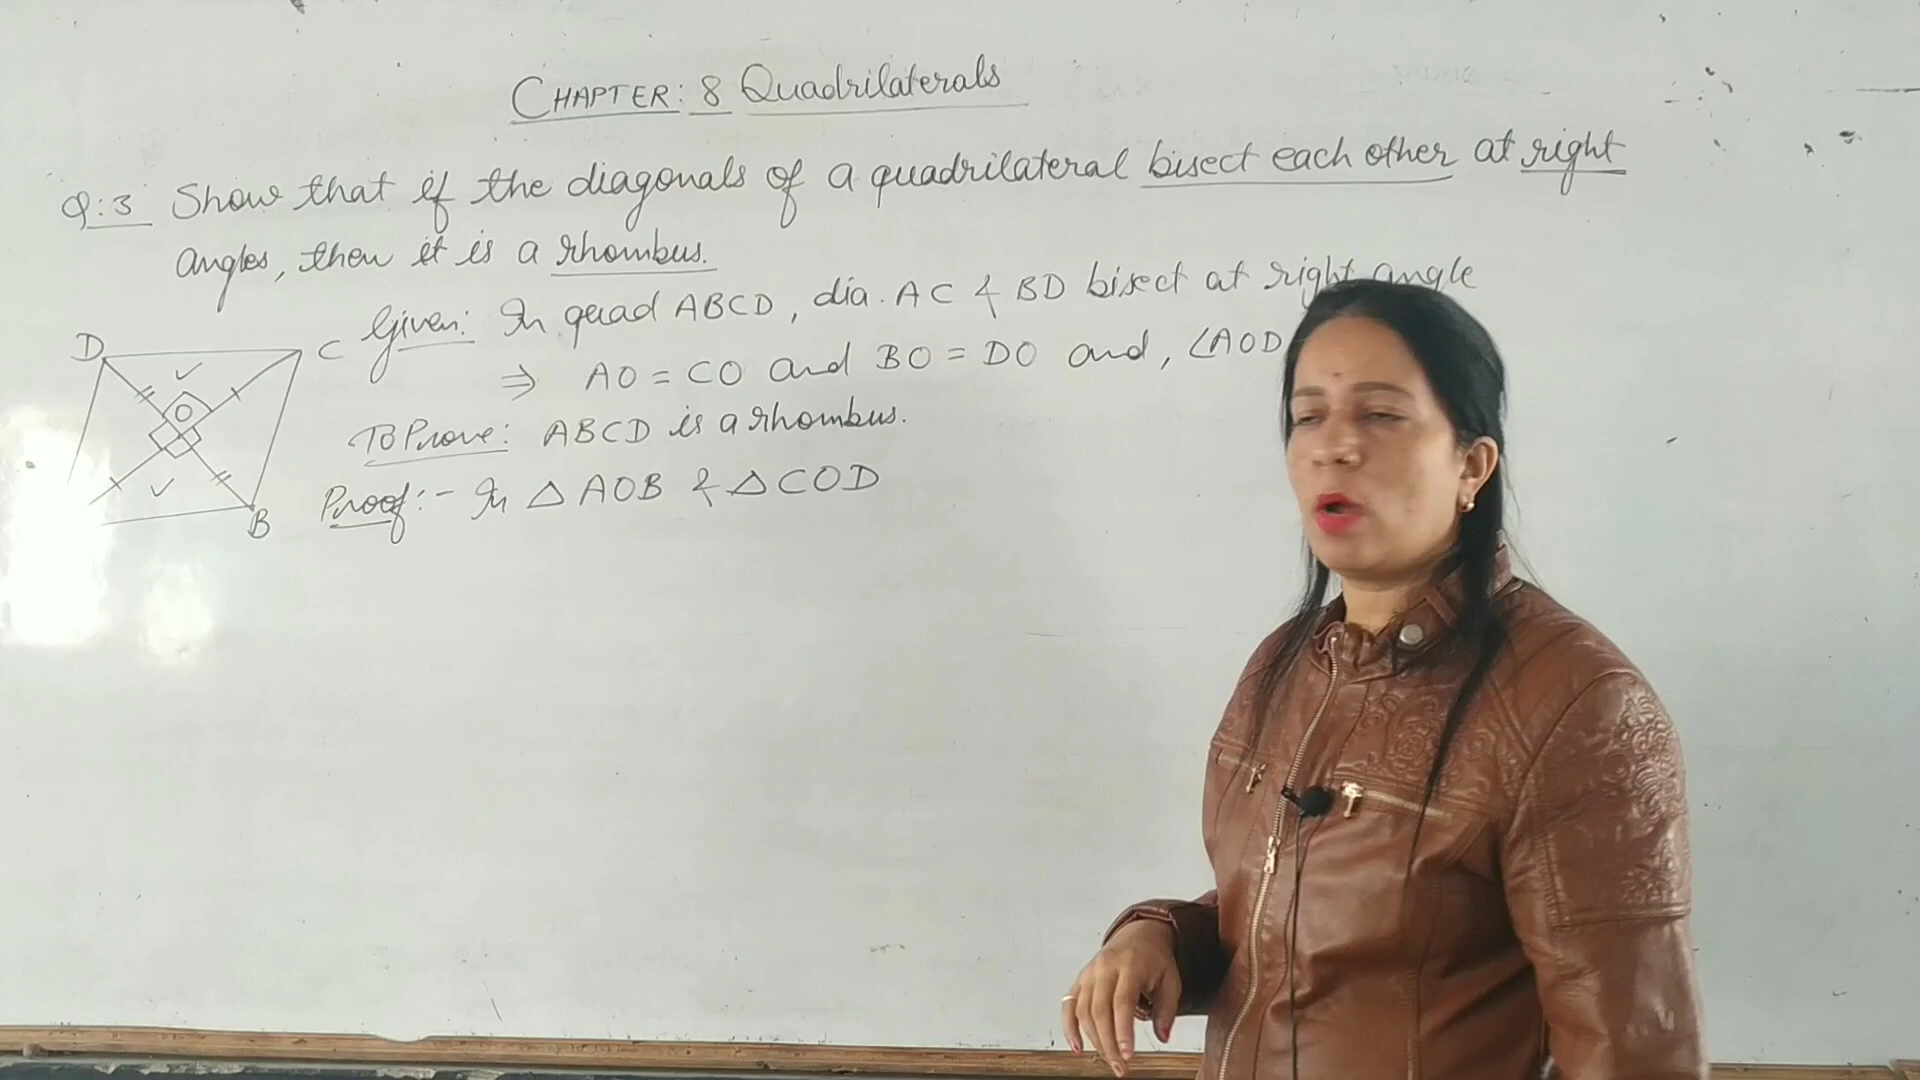 CHAPTER: 8 Quadrilaterals
Q:3 Show that if the diagonals of a quadrilateral bisect each other at right
angles, then it is a rhombus.
Given: In quad ABCD, dia. AC & BD bisect at right angle
⇒ AO = CO and BO = DO and, ∠AOD
To Prove: ABCD is a rhombus.
Proof:- In △AOB & △COD
D
C
O
B